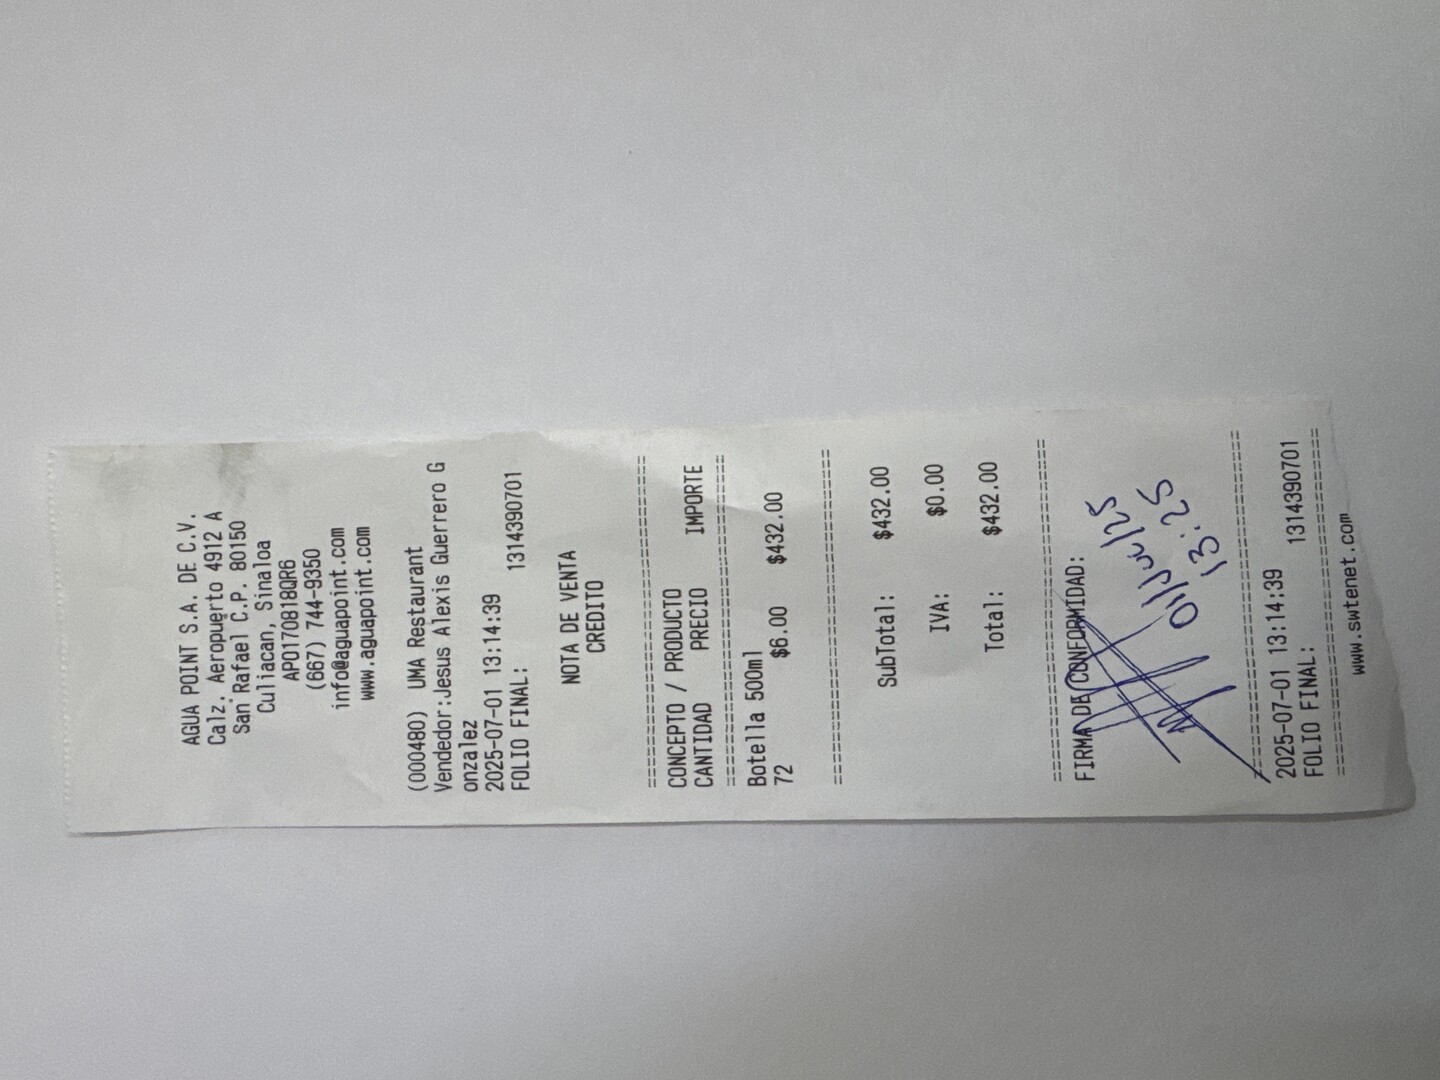 AGUA POINT S.A. DE C.V.
Calz. Aeropuerto 4912 A
San Rafael C.P. 80150
Culiacan, Sinaloa
APO170818QR6
(667) 744-9350
info@aguapoint.com
www.aguapoint.com
(000480) UMA Restaurant
Vendedor:Jesus Alexis Guerrero G
onzalez
2025-07-01 13:14:39
FOLIO FINAL: 1314390701
NOTA DE VENTA
CREDITO
CONCEPTO / PRODUCTO
CANTIDAD PRECIO IMPORTE
Botella 500ml
72 $6.00 $432.00
SubTotal: $432.00
IVA: $0.00
Total: $432.00
FIRMA DE CONFORMIDAD:
01/Jul/25
13:25
2025-07-01 13:14:39
FOLIO FINAL: 1314390701
www.swtenet.com